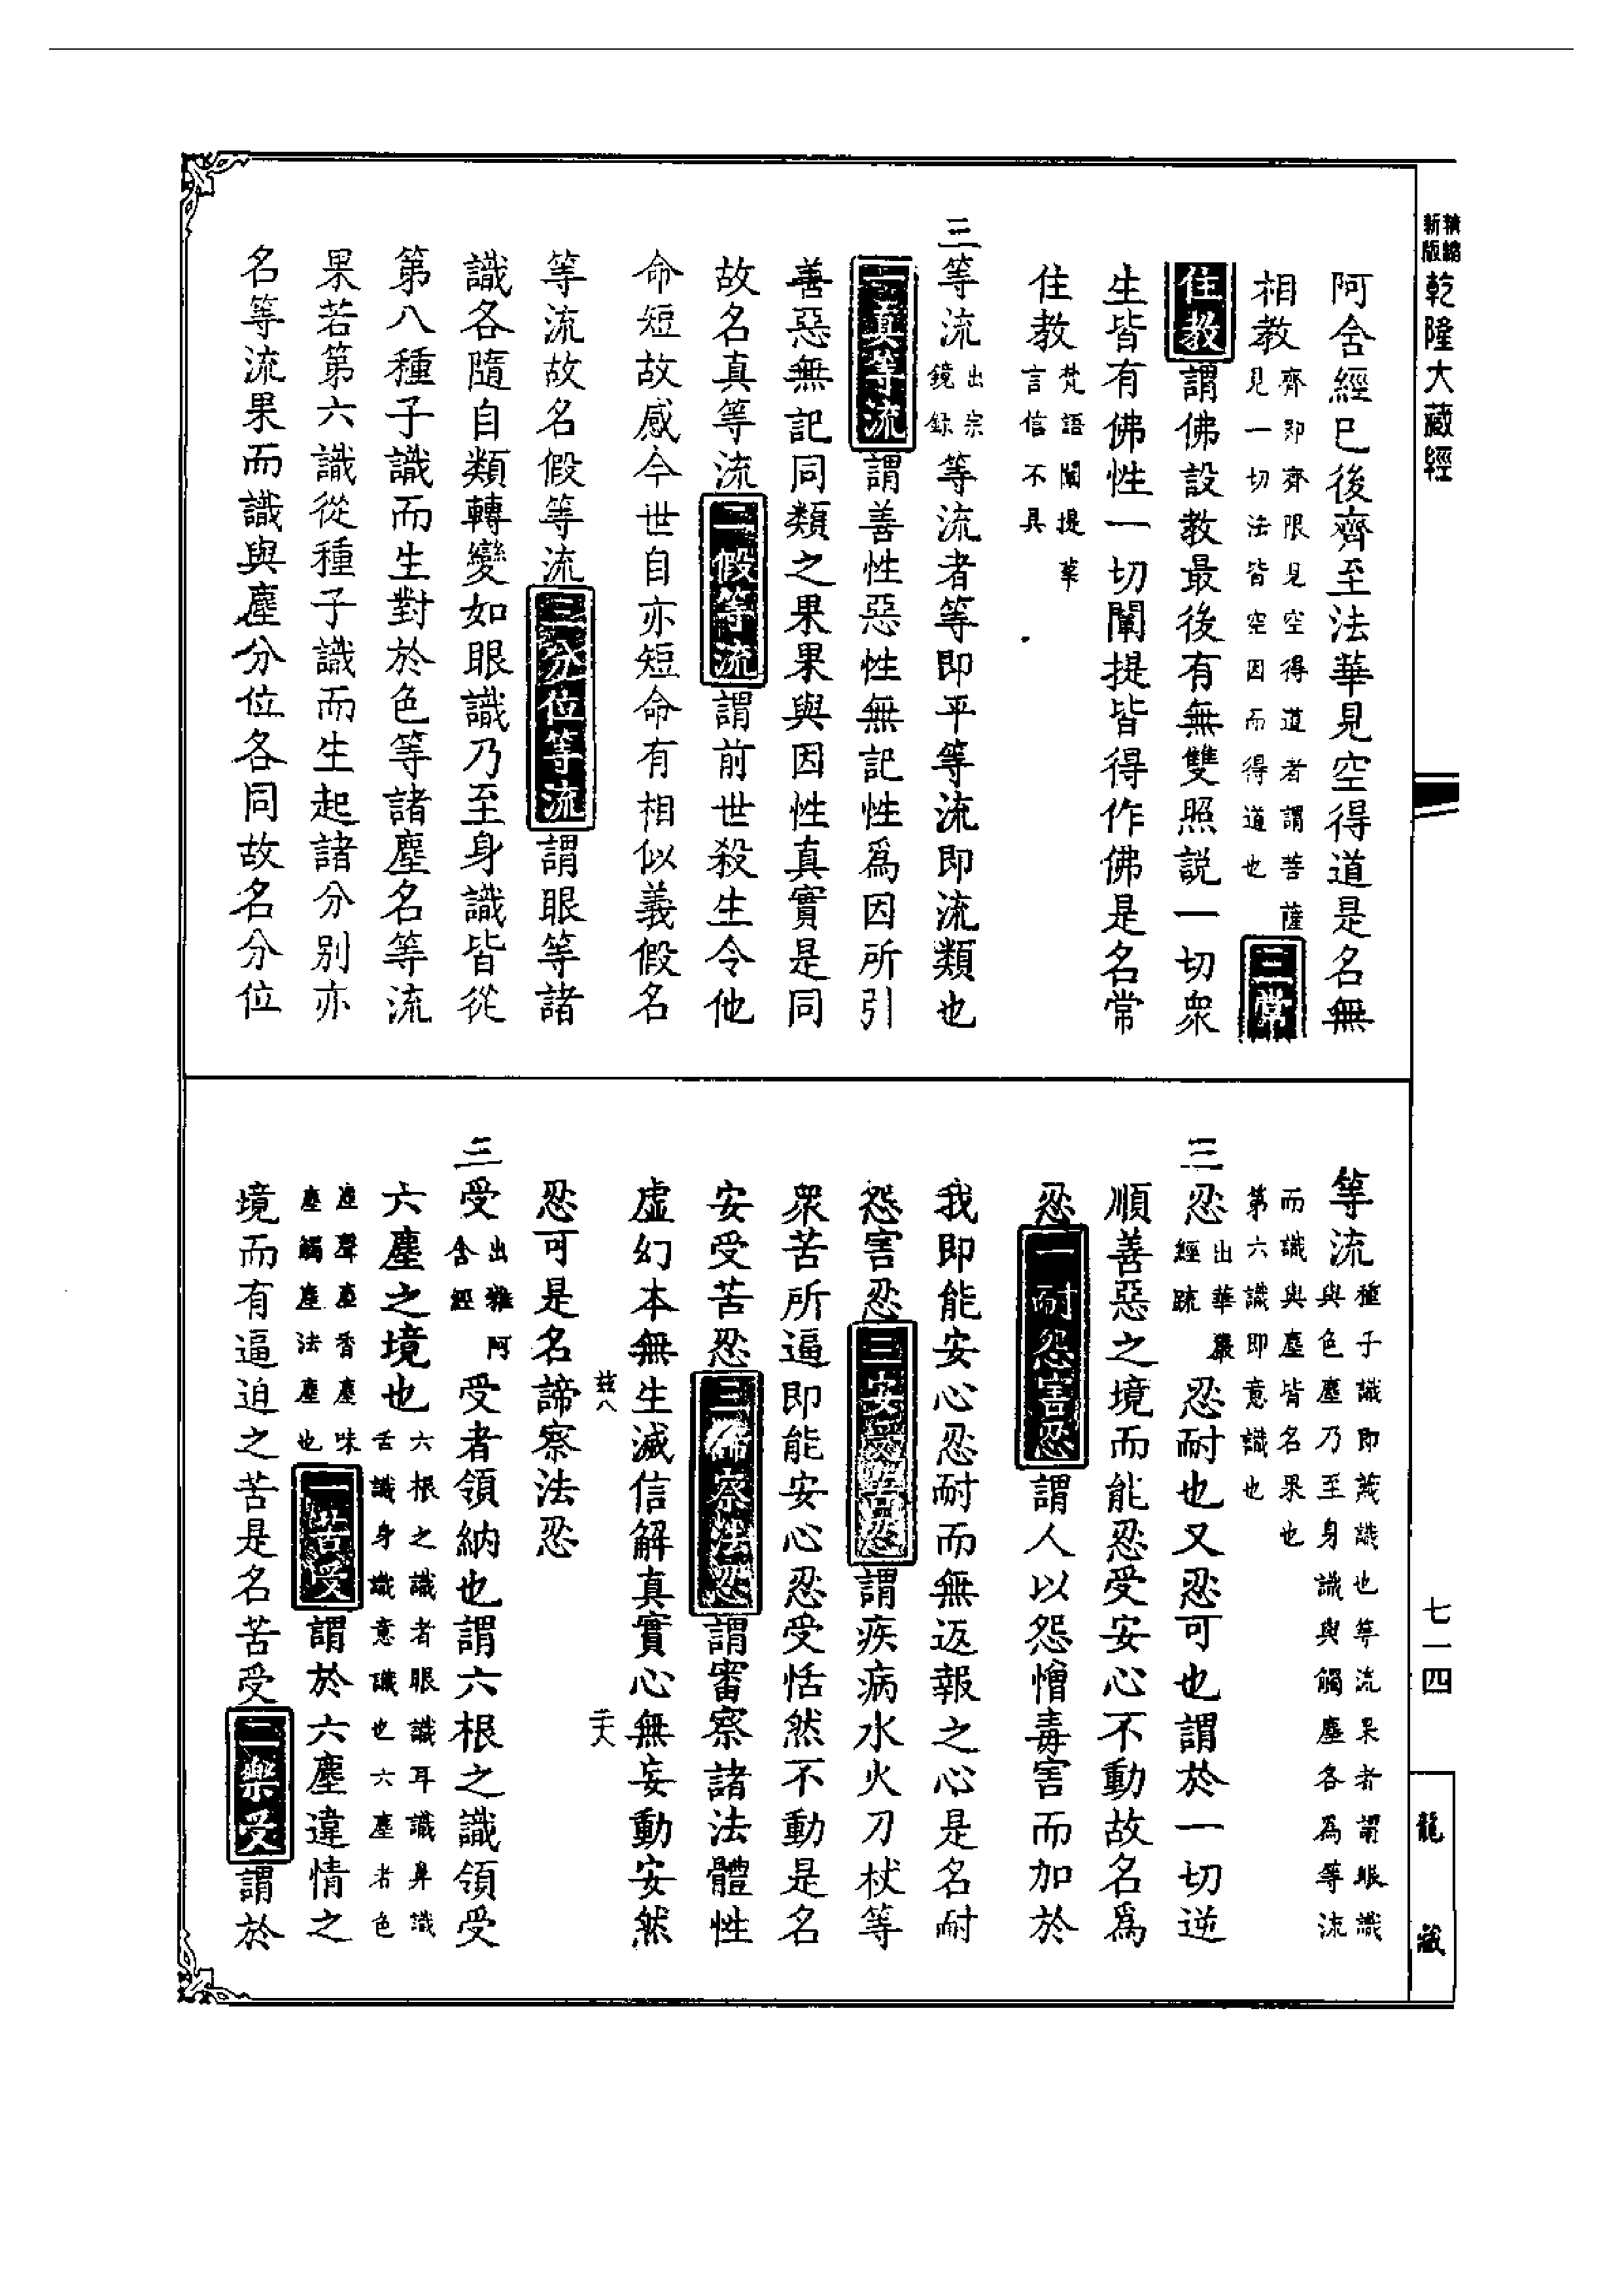 新版精縮乾隆大藏經
阿含經已後齊至法華見空得道是名無
相教齊即齊限見空得道者謂菩薩見一切法皆空因而得道也三常
住教謂佛設教最後有無雙照說一切衆
生皆有佛性一切闡提皆得作佛是名常
住教梵語闡提華言信不具
三等流出宗鏡錄等流者等即平等流即流類也
一真等流謂善性惡性無記性爲因所引
善惡無記同類之果果與因性真實是同
故名真等流二假等流謂前世殺生令他
命短故感今世自亦短命有相似義假名
等流故名假等流三分位等流謂眼等諸
識各隨自類轉變如眼識乃至身識皆從
第八種子識而生對於色等諸塵名等流
果若第六識從種子識而生起諸分別亦
名等流果而識與塵分位各同故名分位
等流種子識即藏識也等流果者謂眼識與色塵乃至身識與觸塵各為等流
而識與塵皆名果也第六識即意識也
三忍出華嚴經疏忍耐也又忍可也謂於一切逆
順善惡之境而能忍受安心不動故名爲
忍一耐怨害忍謂人以怨憎毒害而加於
我即能安心忍耐而無返報之心是名耐
怨害忍二安受苦忍謂疾病水火刀杖等
衆苦所逼即能安心忍受恬然不動是名
安受苦忍三諦察法忍謂審察諸法體性
虛幻本無生滅信解真實心無妄動安然
忍可是名諦察法忍
三受出雜阿含經受者領納也謂六根之識領受
六塵之境也六根之識者眼識耳識鼻識舌識身識意識也六塵者色
塵聲塵香塵味塵觸塵法塵也一苦受謂於六塵違情之
境而有逼迫之苦是名苦受二樂受謂於
七一四
龍藏